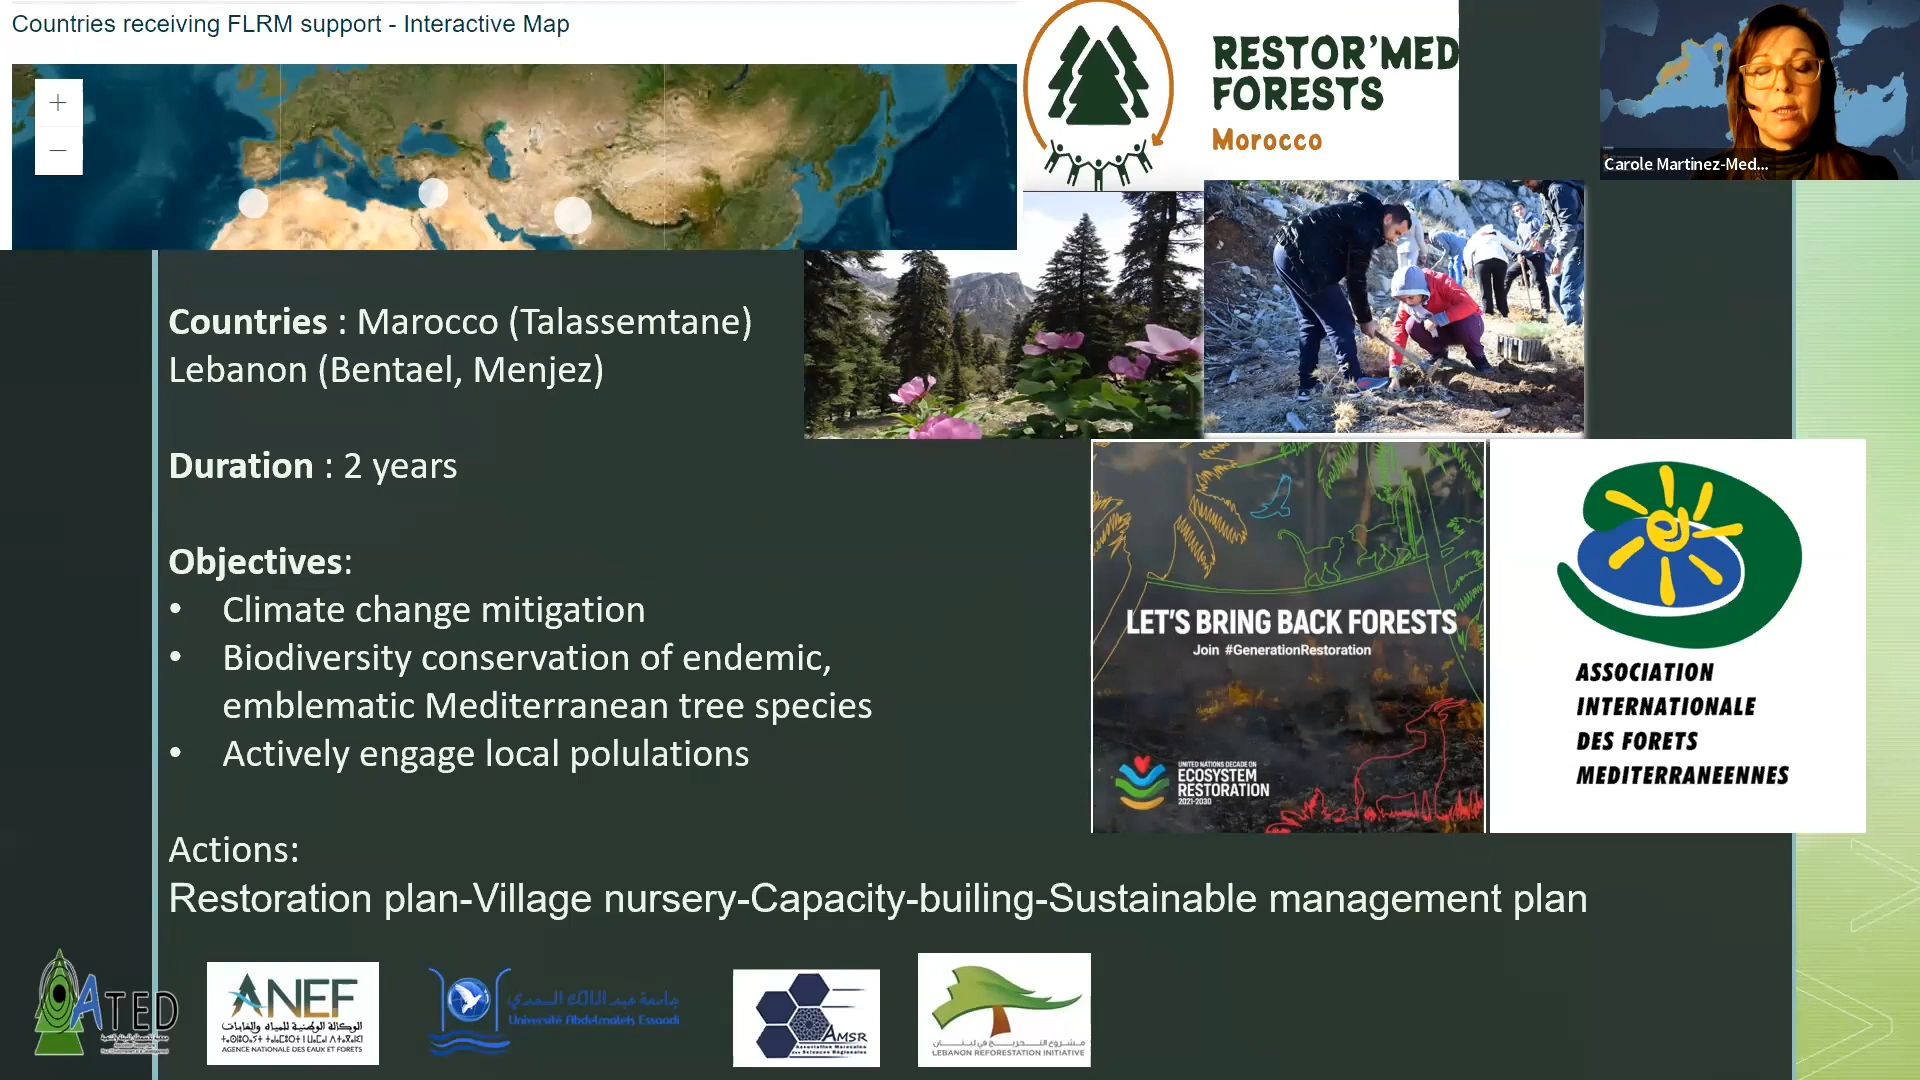 Countries receiving FLRM support - Interactive Map
RESTOR'MED
FORESTS
Morocco
Carole Martinez-Med...
Countries : Marocco (Talassemtane)
Lebanon (Bentael, Menjez)
Duration : 2 years
Objectives:
• Climate change mitigation
• Biodiversity conservation of endemic,
emblematic Mediterranean tree species
• Actively engage local polulations
LET'S BRING BACK FORESTS
Join #GenerationRestoration
UNITED NATIONS DECADE ON
ECOSYSTEM
RESTORATION
2021-2030
ASSOCIATION
INTERNATIONALE
DES FORETS
MEDITERRANEENNES
Actions:
Restoration plan-Village nursery-Capacity-builing-Sustainable management plan
ATED
ANEF
الوكالة الوطنية للمياه والغابات
AGENCE NATIONALE DES EAUX ET FORÊTS
جامعة عبد المالك السعدي
Université Abdelmalek Essaadi
AMSR
Association Marocaine
des Sciences Régionales
مشروع التحريج في لبنان
LEBANON REFORESTATION INITIATIVE